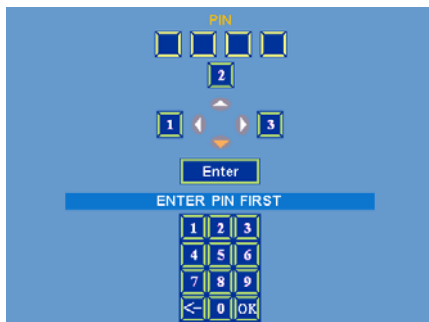 PIN
2
1 3
Enter
ENTER PIN FIRST
1 2 3
4 5 6
7 8 9
<- 0 OK